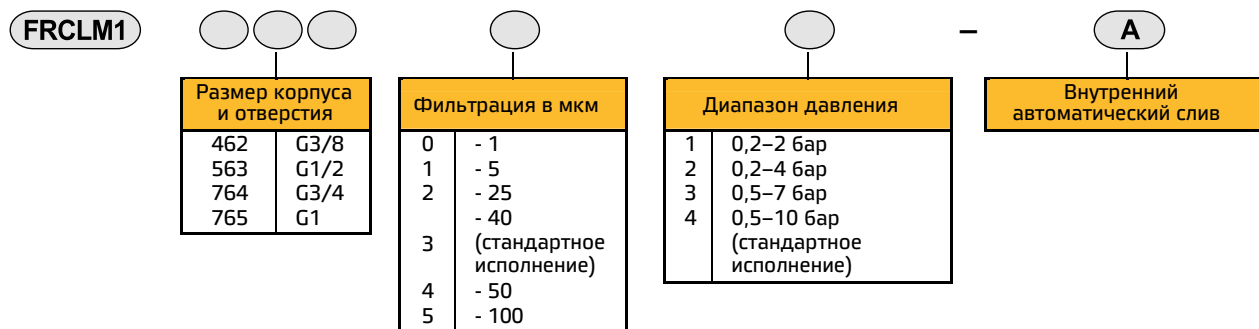 FRCLM1 – A
Размер корпуса
и отверстия
462 G3/8
563 G1/2
764 G3/4
765 G1
Фильтрация в мкм
0 - 1
1 - 5
2 - 25
- 40
3 (стандартное
исполнение)
4 - 50
5 - 100
Диапазон давления
1 0,2–2 бар
2 0,2–4 бар
3 0,5–7 бар
4 0,5–10 бар
(стандартное
исполнение)
Внутренний
автоматический слив